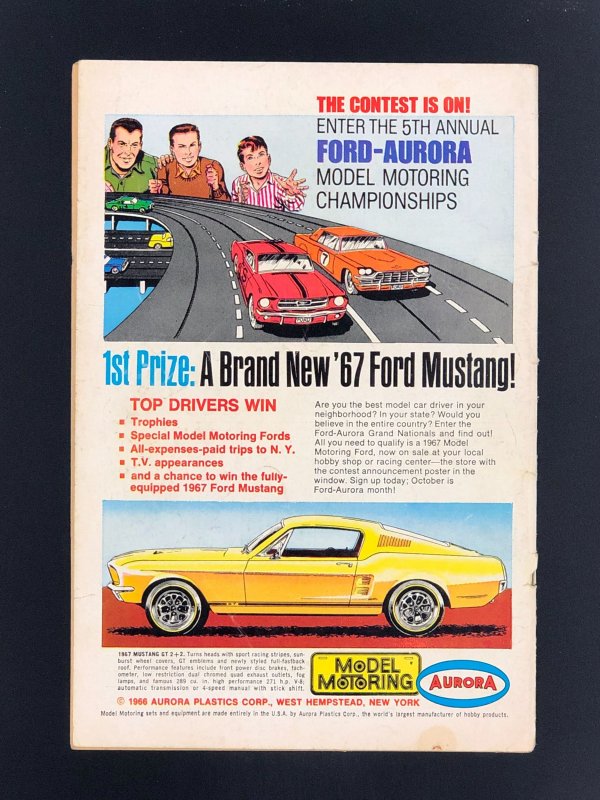 THE CONTEST IS ON!
ENTER THE 5TH ANNUAL
FORD-AURORA
MODEL MOTORING
CHAMPIONSHIPS
7
1st Prize: A Brand New '67 Ford Mustang!
TOP DRIVERS WIN
Trophies
Special Model Motoring Fords
All-expenses-paid trips to N. Y.
T.V. appearances
and a chance to win the fully-
equipped 1967 Ford Mustang
Are you the best model car driver in your
neighborhood? In your state? Would you
believe in the entire country? Enter the
Ford-Aurora Grand Nationals and find out!
All you need to qualify is a 1967 Model
Motoring Ford, now on sale at your local
hobby shop or racing center—the store with
the contest announcement poster in the
window. Sign up today; October is
Ford-Aurora month!
1967 MUSTANG GT 2+2. Turns heads with sport racing stripes, sun-
burst wheel covers, GT emblems and newly styled full-fastback
roof. Performance features include front power disc brakes, tach-
ometer, low restriction dual chromed quad exhaust outlets, fog
lamps, and famous 289 cu. in. high performance 271 h.p. V-8;
automatic transmission or 4-speed manual with stick shift.
MODEL
MOTORING
AURORA
© 1966 AURORA PLASTICS CORP., WEST HEMPSTEAD, NEW YORK
Model Motoring sets and equipment are made entirely in the U.S.A. by Aurora Plastics Corp., the world's largest manufacturer of hobby products.